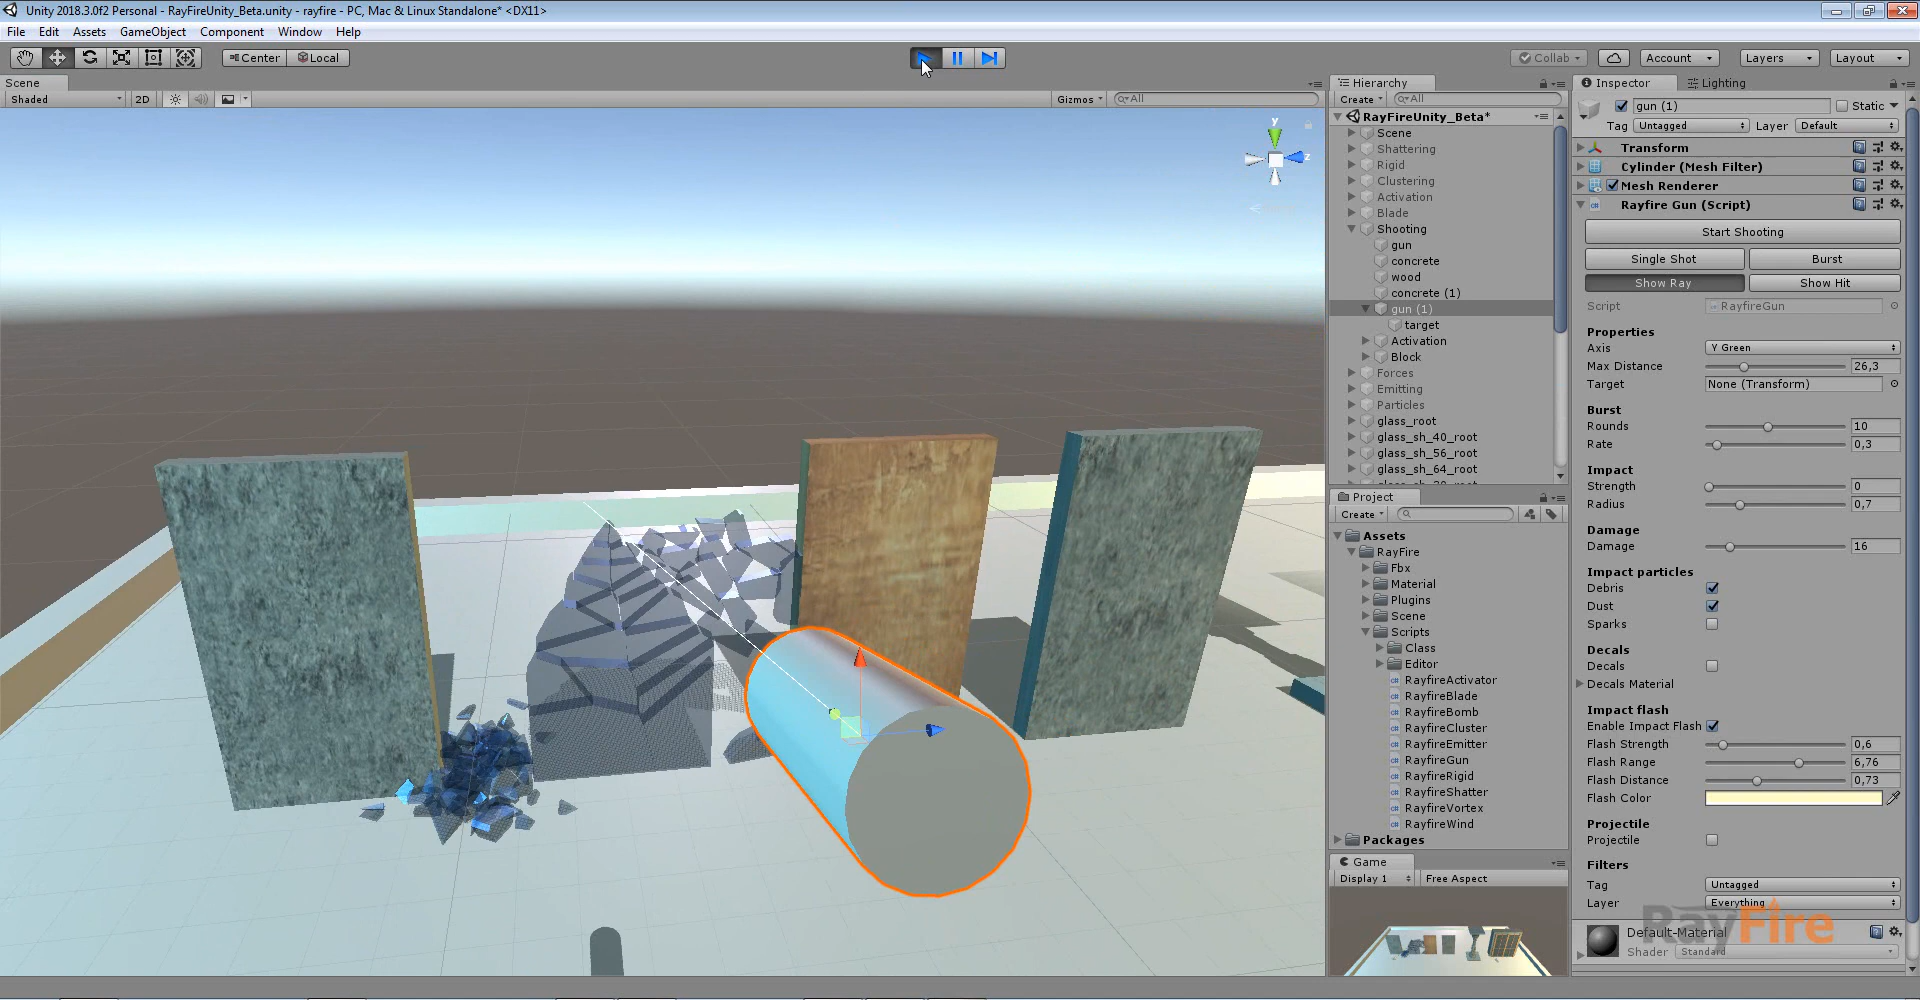 Unity 2018.3.0f2 Personal - RayFireUnity_Beta.unity - rayfire - PC, Mac & Linux Standalone* <DX11>
File Edit Assets GameObject Component Window Help
Center Local
Collab Account Layers Layout
Scene
Shaded 2D Gizmos All
y
z
Hierarchy
Create All
RayFireUnity_Beta*
Scene
Shattering
Rigid
Clustering
Activation
Blade
Shooting
gun
concrete
wood
concrete (1)
gun (1)
target
Activation
Block
Forces
Emitting
Particles
glass_root
glass_sh_40_root
glass_sh_56_root
glass_sh_64_root
Project
Create
Assets
RayFire
Fbx
Material
Plugins
Scene
Scripts
Class
Editor
RayfireActivator
RayfireBlade
RayfireBomb
RayfireCluster
RayfireEmitter
RayfireGun
RayfireRigid
RayfireShatter
RayfireVortex
RayfireWind
Packages
Game
Display 1 Free Aspect
Inspector Lighting
gun (1) Static
Tag Untagged Layer Default
Transform
Cylinder (Mesh Filter)
Mesh Renderer
Rayfire Gun (Script)
Start Shooting
Single Shot Burst
Show Ray Show Hit
Script RayfireGun
Properties
Axis Y Green
Max Distance 26,3
Target None (Transform)
Burst
Rounds 10
Rate 0,3
Impact
Strength 0
Radius 0,7
Damage
Damage 16
Impact particles
Debris
Dust
Sparks
Decals
Decals
Decals Material
Impact flash
Enable Impact Flash
Flash Strength 0,6
Flash Range 6,76
Flash Distance 0,73
Flash Color
Projectile
Projectile
Filters
Tag Untagged
Layer Everything
RayFire
Default-Material
Shader Standard